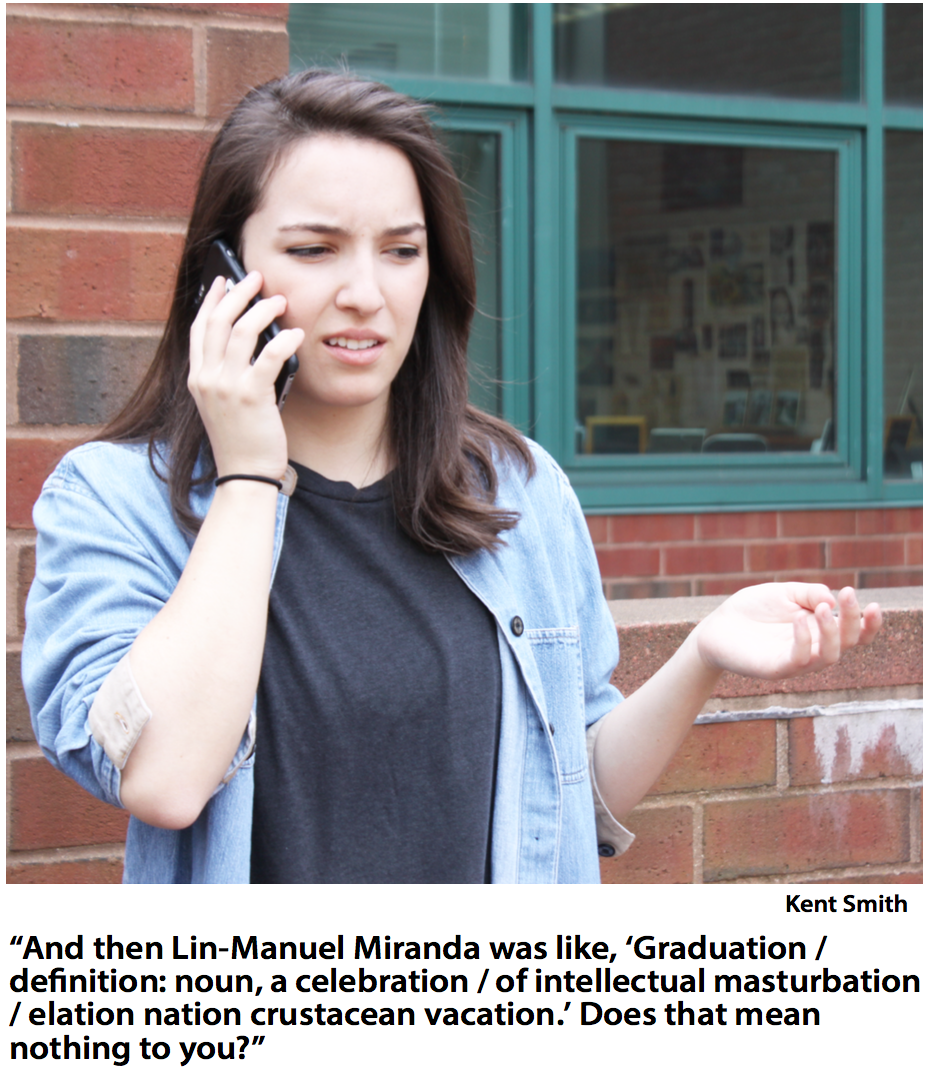 Kent Smith
“And then Lin-Manuel Miranda was like, ‘Graduation /
definition: noun, a celebration / of intellectual masturbation
/ elation nation crustacean vacation.’ Does that mean
nothing to you?”